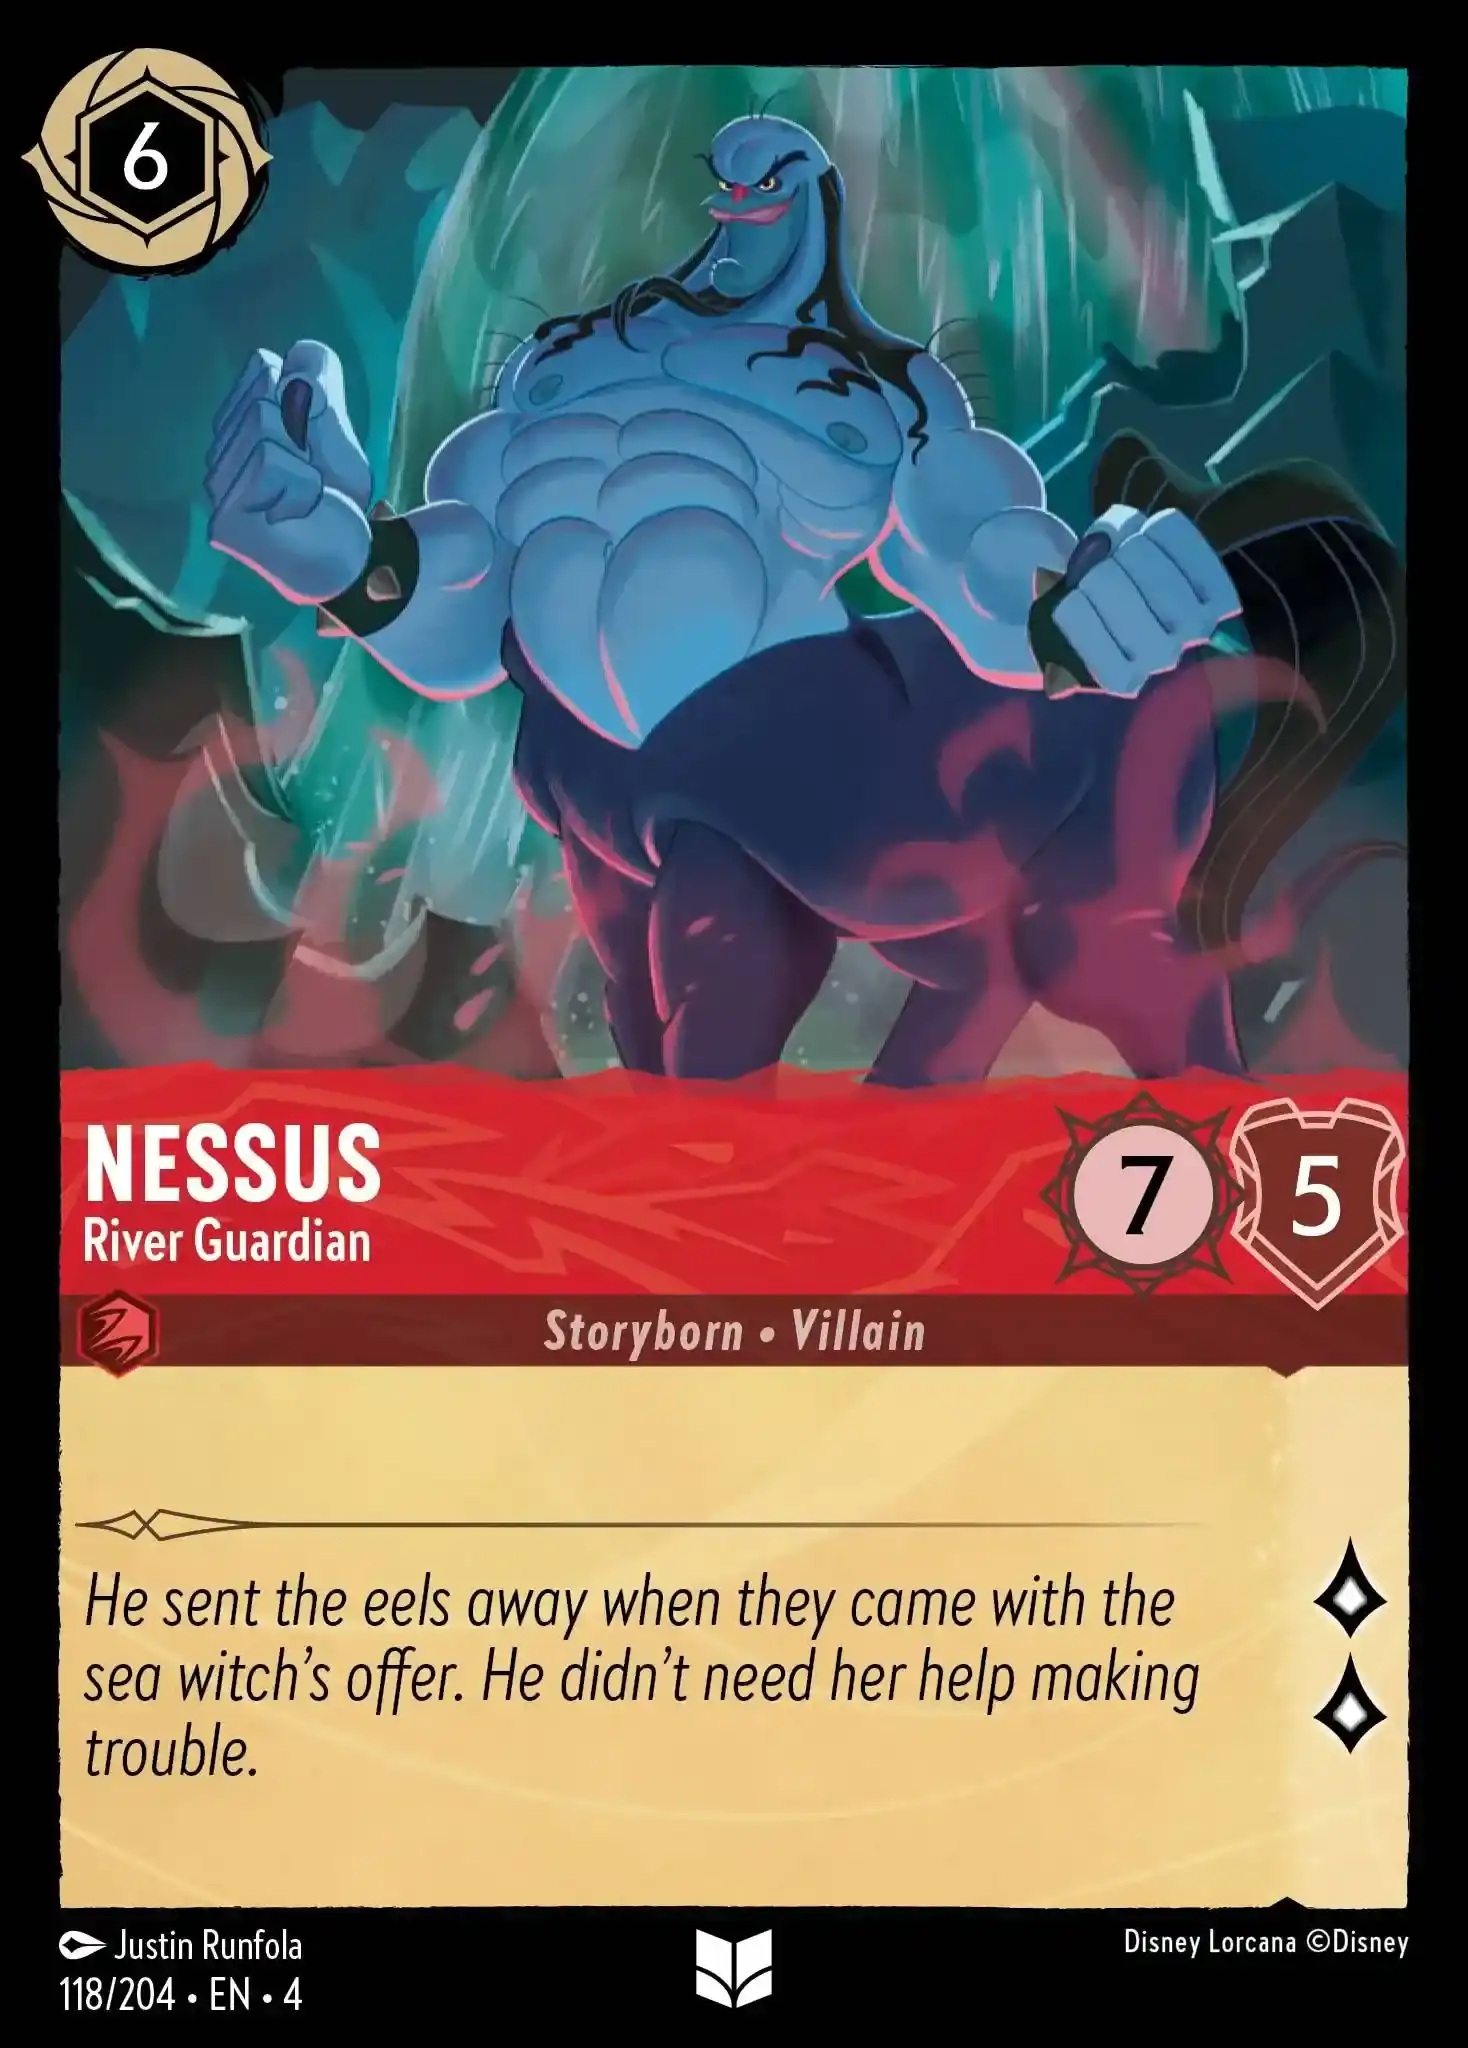 6
NESSUS
River Guardian
7
5
Storyborn • Villain
He sent the eels away when they came with the
sea witch's offer. He didn't need her help making
trouble.
Justin Runfola
118/204 • EN • 4
Disney Lorcana ©Disney